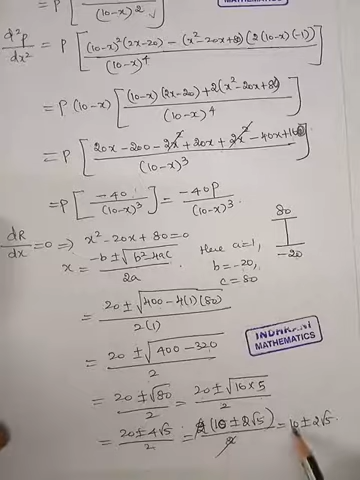 (10-x)²
MATHEMATICS
d²p/dx² = P [ ((10-x)²(2x-20) - (x²-20x+80)(2(10-x)(-1))) / (10-x)⁴ ]
= P (10-x) [ ((10-x)(2x-20)+2(x²-20x+80)) / (10-x)⁴ ]
= P [ (20x-200-2x²+20x+2x²-40x+160) / (10-x)³ ]
= P [ -40 / (10-x)³ ] = -40P / (10-x)³.
dR/dx = 0 ⇒ x²-20x+80=0
x = (-b±√(b²-4ac)) / 2a
Here a=1,
b=-20,
c=80
80
-20
= (20±√(400-4(1)(80))) / 2(1)
= (20±√(400-320)) / 2
INDRAKANI
MATHEMATICS
= (20±√80) / 2 = (20±√(16×5)) / 2
= (20±4√5) / 2 = 2(10±2√5) / 2 = 10±2√5.